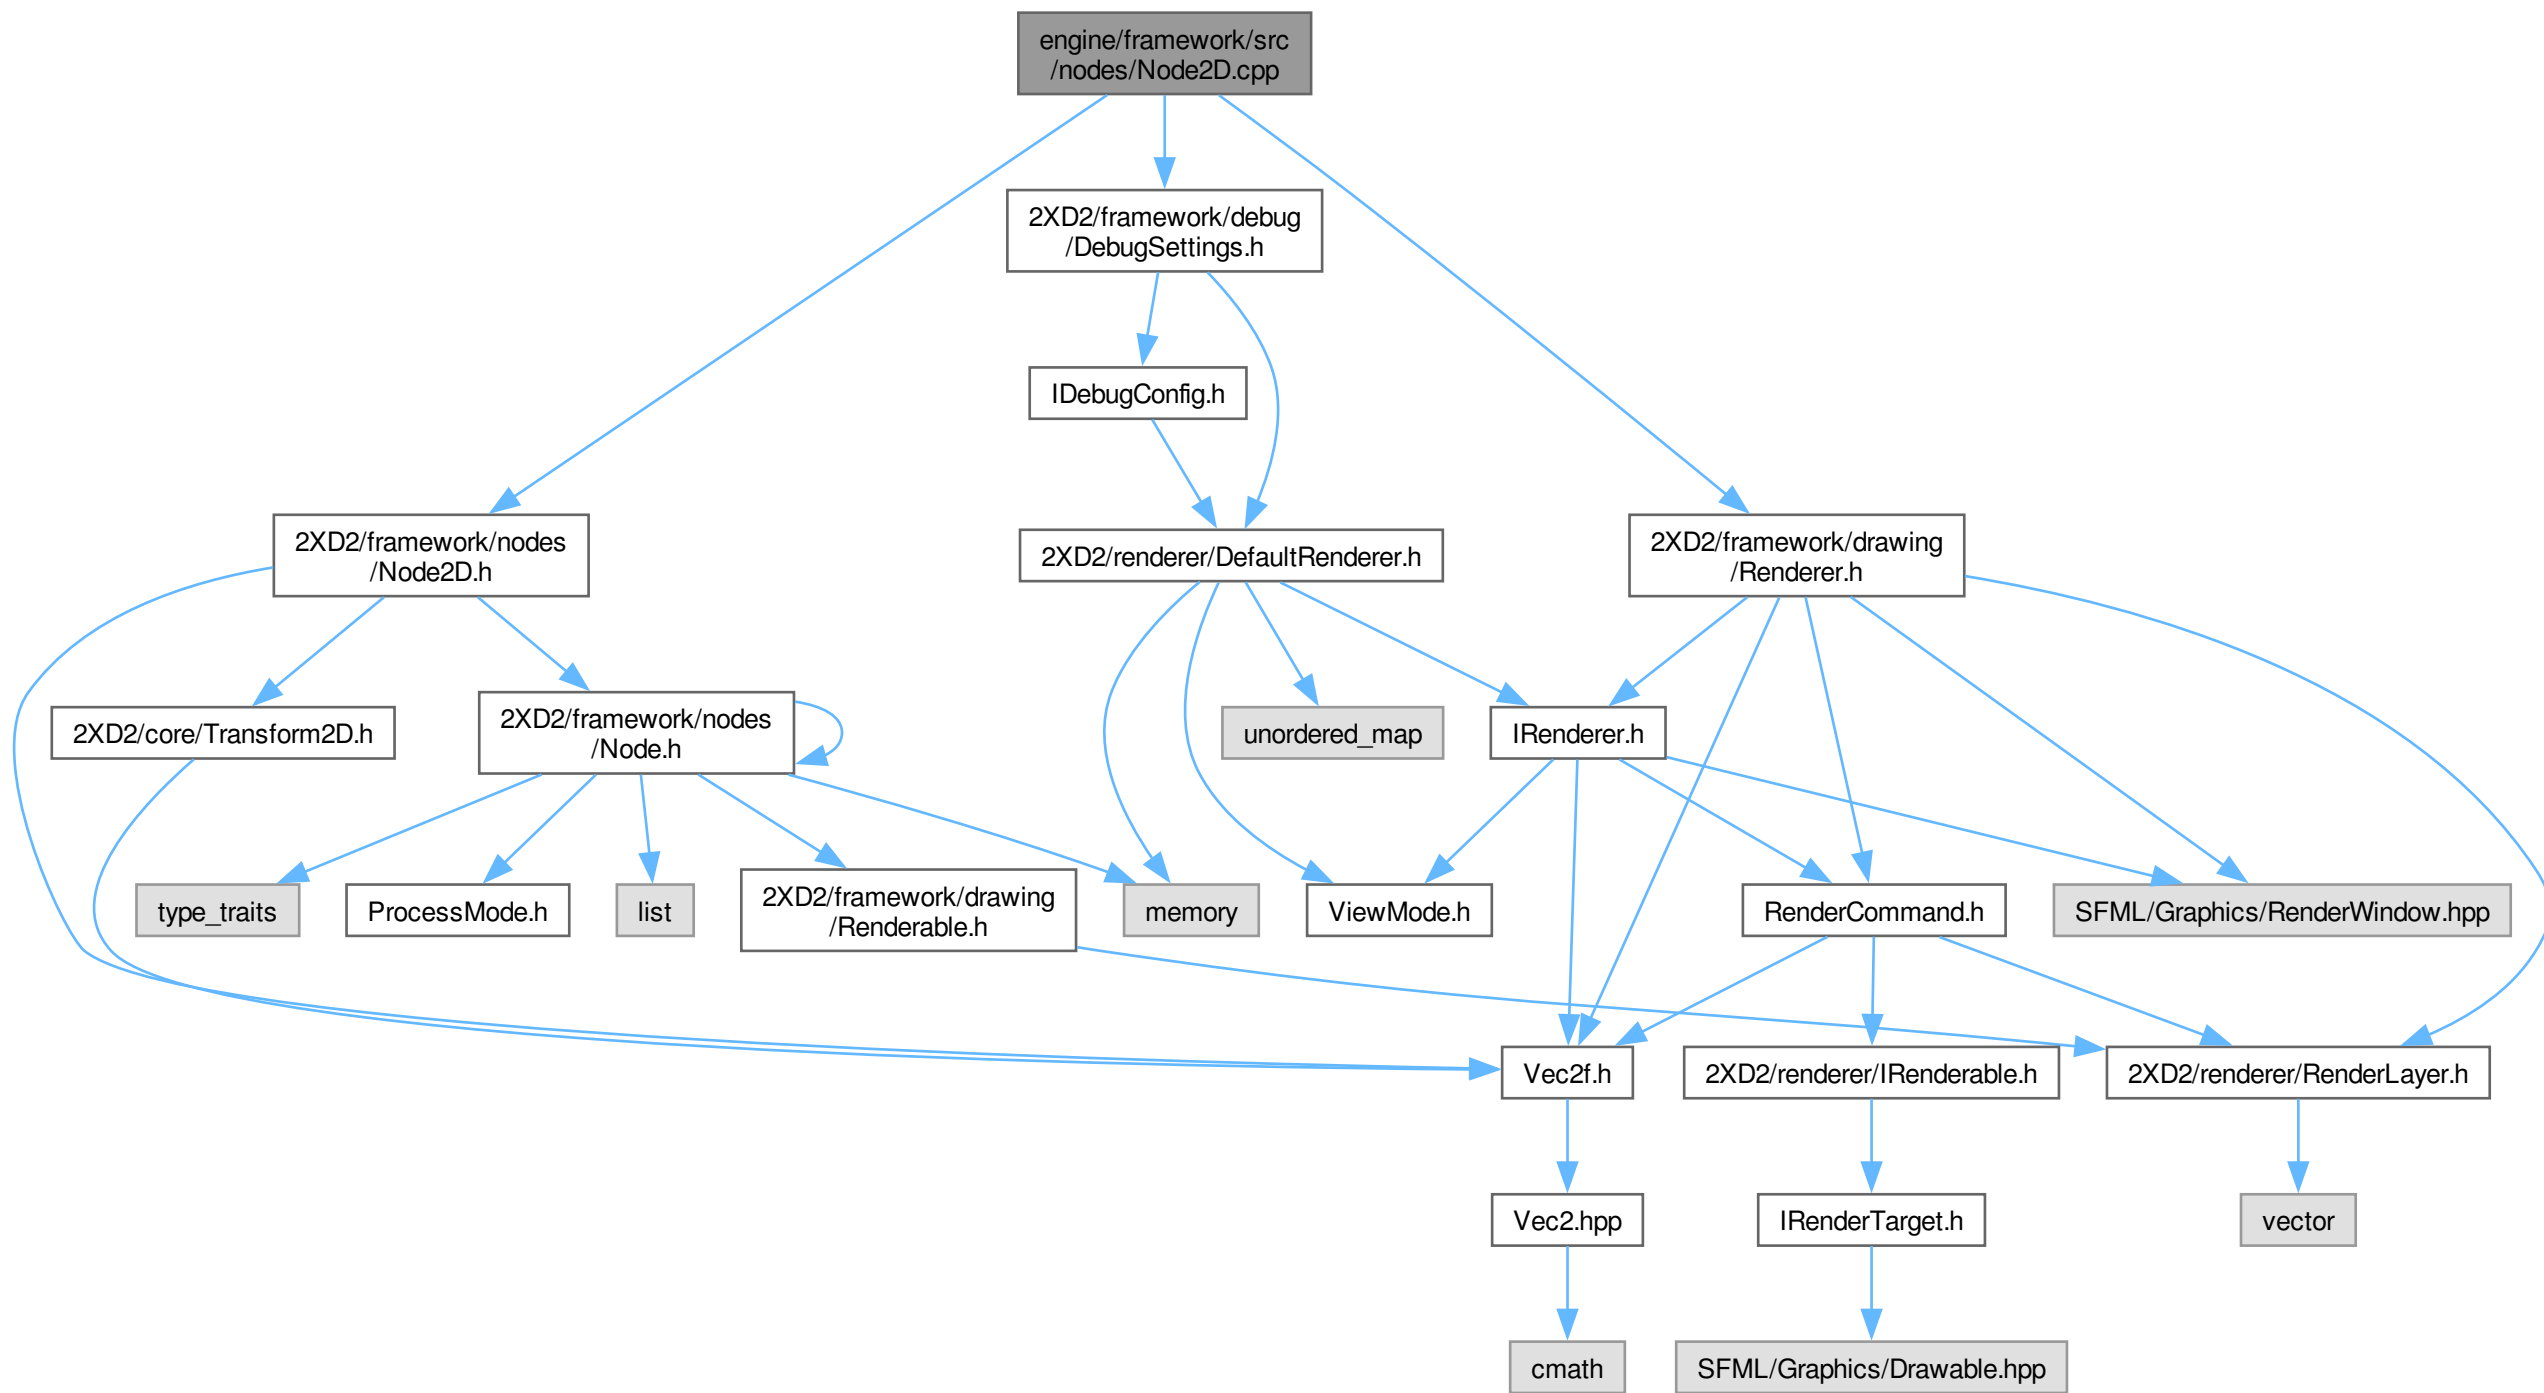 engine/framework/src
/nodes/Node2D.cpp
2XD2/framework/debug
/DebugSettings.h
IDebugConfig.h
2XD2/framework/nodes
/Node2D.h
2XD2/renderer/DefaultRenderer.h
2XD2/framework/drawing
/Renderer.h
2XD2/core/Transform2D.h
2XD2/framework/nodes
/Node.h
unordered_map
IRenderer.h
type_traits
ProcessMode.h
list
2XD2/framework/drawing
/Renderable.h
memory
ViewMode.h
RenderCommand.h
SFML/Graphics/RenderWindow.hpp
Vec2f.h
2XD2/renderer/IRenderable.h
2XD2/renderer/RenderLayer.h
Vec2.hpp
IRenderTarget.h
vector
cmath
SFML/Graphics/Drawable.hpp